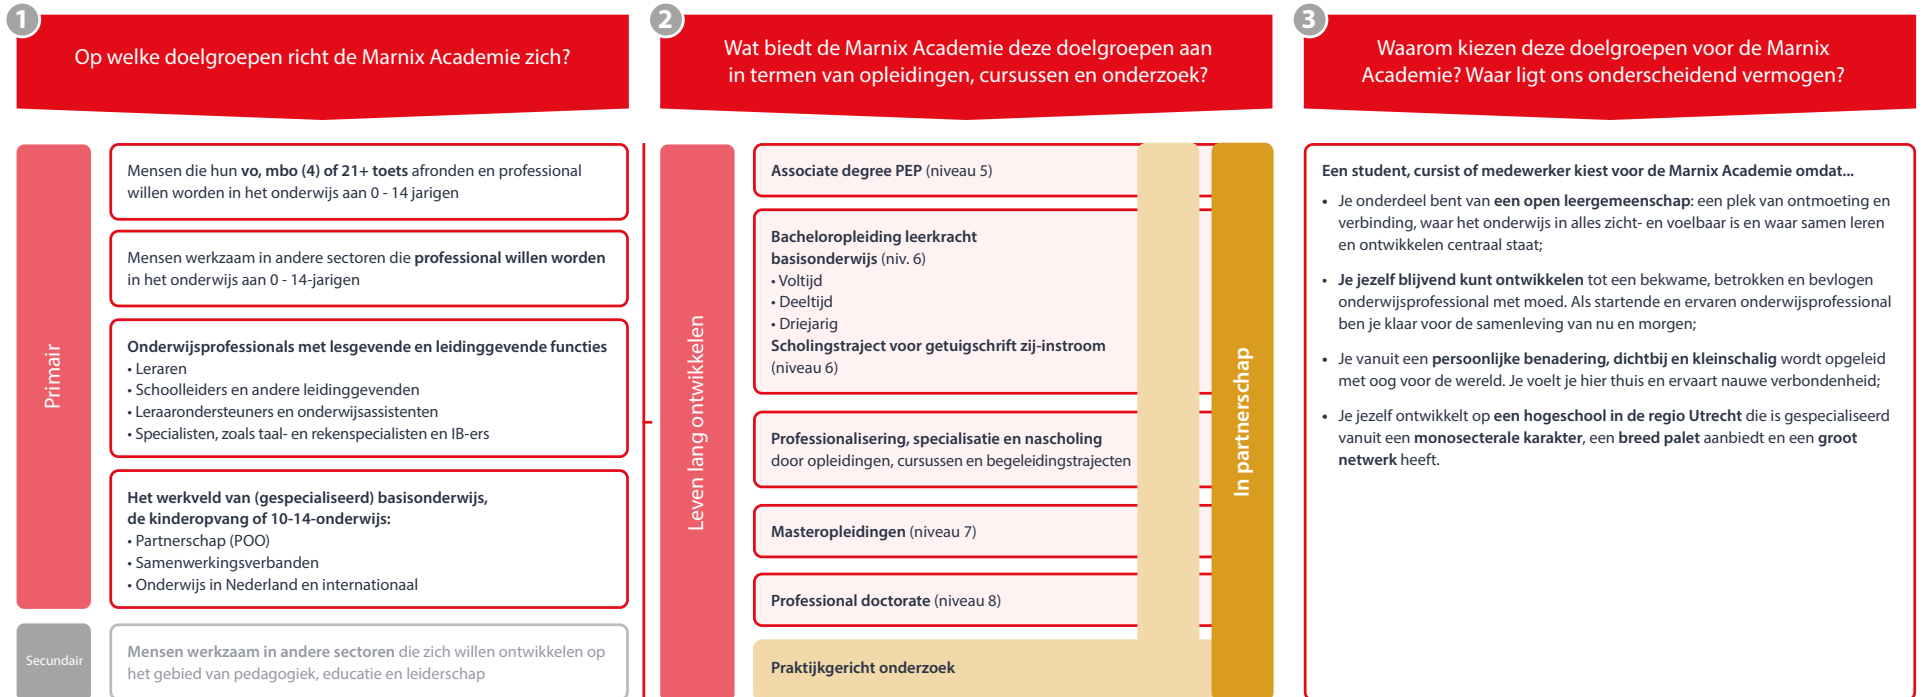 1
Op welke doelgroepen richt de Marnix Academie zich?
Primair
Mensen die hun vo, mbo (4) of 21+ toets afronden en professional
willen worden in het onderwijs aan 0 - 14 jarigen
Mensen werkzaam in andere sectoren die professional willen worden
in het onderwijs aan 0 - 14-jarigen
Onderwijsprofessionals met lesgevende en leidinggevende functies
• Leraren
• Schoolleiders en andere leidinggevenden
• Leraarondersteuners en onderwijsassistenten
• Specialisten, zoals taal- en rekenspecialisten en IB-ers
Het werkveld van (gespecialiseerd) basisonderwijs,
de kinderopvang of 10-14-onderwijs:
• Partnerschap (POO)
• Samenwerkingsverbanden
• Onderwijs in Nederland en internationaal
Secundair
Mensen werkzaam in andere sectoren die zich willen ontwikkelen op
het gebied van pedagogiek, educatie en leiderschap
2
Wat biedt de Marnix Academie deze doelgroepen aan
in termen van opleidingen, cursussen en onderzoek?
Leven lang ontwikkelen
Associate degree PEP (niveau 5)
Bacheloropleiding leerkracht
basisonderwijs (niv. 6)
• Voltijd
• Deeltijd
• Driejarig
Scholingstraject voor getuigschrift zij-instroom
(niveau 6)
Professionalisering, specialisatie en nascholing
door opleidingen, cursussen en begeleidingstrajecten
Masteropleidingen (niveau 7)
Professional doctorate (niveau 8)
Praktijkgericht onderzoek
In partnerschap
3
Waarom kiezen deze doelgroepen voor de Marnix
Academie? Waar ligt ons onderscheidend vermogen?
Een student, cursist of medewerker kiest voor de Marnix Academie omdat...
• Je onderdeel bent van een open leergemeenschap: een plek van ontmoeting en
verbinding, waar het onderwijs in alles zicht- en voelbaar is en waar samen leren
en ontwikkelen centraal staat;
• Je jezelf blijvend kunt ontwikkelen tot een bekwame, betrokken en bevlogen
onderwijsprofessional met moed. Als startende en ervaren onderwijsprofessional
ben je klaar voor de samenleving van nu en morgen;
• Je vanuit een persoonlijke benadering, dichtbij en kleinschalig wordt opgeleid
met oog voor de wereld. Je voelt je hier thuis en ervaart nauwe verbondenheid;
• Je jezelf ontwikkelt op een hogeschool in de regio Utrecht die is gespecialiseerd
vanuit een monosecterale karakter, een breed palet aanbiedt en een groot
netwerk heeft.